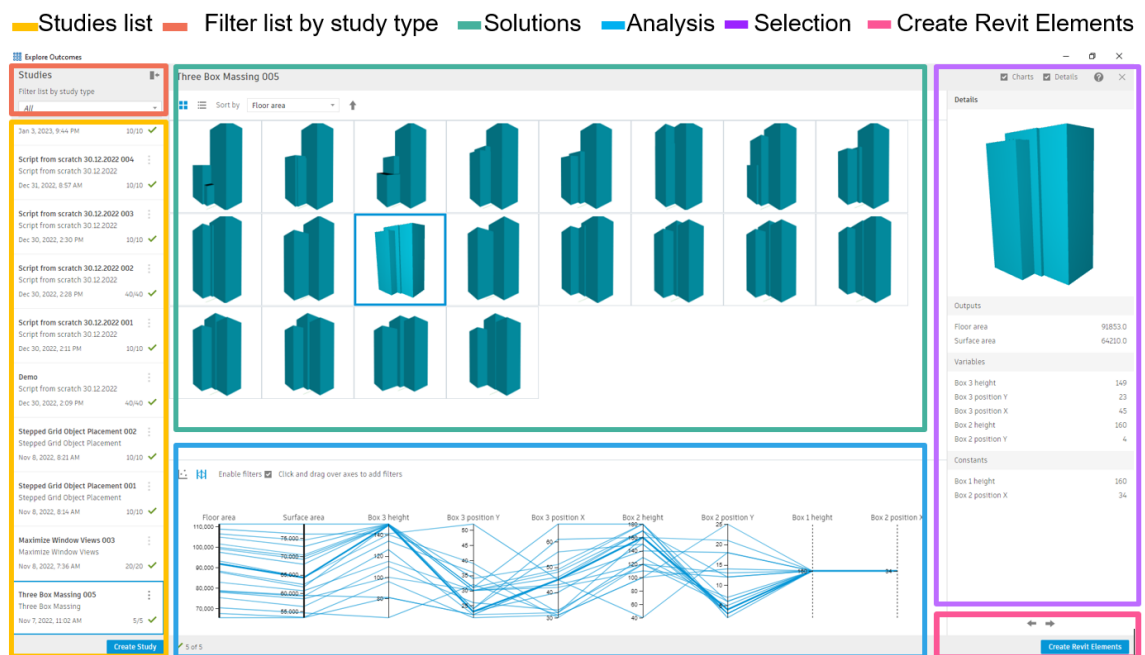 Studies list Filter list by study type Solutions Analysis Selection Create Revit Elements
Explore Outcomes
Studies
Filter list by study type
All
Jan 3, 2023, 9:44 PM 10/10
Script from scratch 30.12.2022 004
Script from scratch 30.12.2022
Dec 31, 2022, 8:57 AM 10/10
Script from scratch 30.12.2022 003
Script from scratch 30.12.2022
Dec 30, 2022, 2:30 PM 10/10
Script from scratch 30.12.2022 002
Script from scratch 30.12.2022
Dec 30, 2022, 2:28 PM 40/40
Script from scratch 30.12.2022 001
Script from scratch 30.12.2022
Dec 30, 2022, 2:11 PM 10/10
Demo
Script from scratch 30.12.2022
Dec 30, 2022, 2:09 PM 40/40
Stepped Grid Object Placement 002
Stepped Grid Object Placement
Nov 8, 2022, 8:21 AM 10/10
Stepped Grid Object Placement 001
Stepped Grid Object Placement
Nov 8, 2022, 8:14 AM 10/10
Maximize Window Views 003
Maximize Window Views
Nov 8, 2022, 7:36 AM 20/20
Three Box Massing 005
Three Box Massing
Nov 7, 2022, 11:02 AM 5/5
Create Study
Three Box Massing 005
Sort by Floor area
Enable filters Click and drag over axes to add filters
Floor area Surface area Box 3 height Box 3 position Y Box 3 position X Box 2 height Box 2 position Y Box 1 height Box 2 position X
110,000
100,000
90,000
80,000
70,000
5 of 5
Charts Details
Details
Outputs
Floor area 91853.0
Surface area 64210.0
Variables
Box 3 height 149
Box 3 position Y 23
Box 3 position X 45
Box 2 height 160
Box 2 position Y 4
Constants
Box 1 height 160
Box 2 position X 34
Create Revit Elements